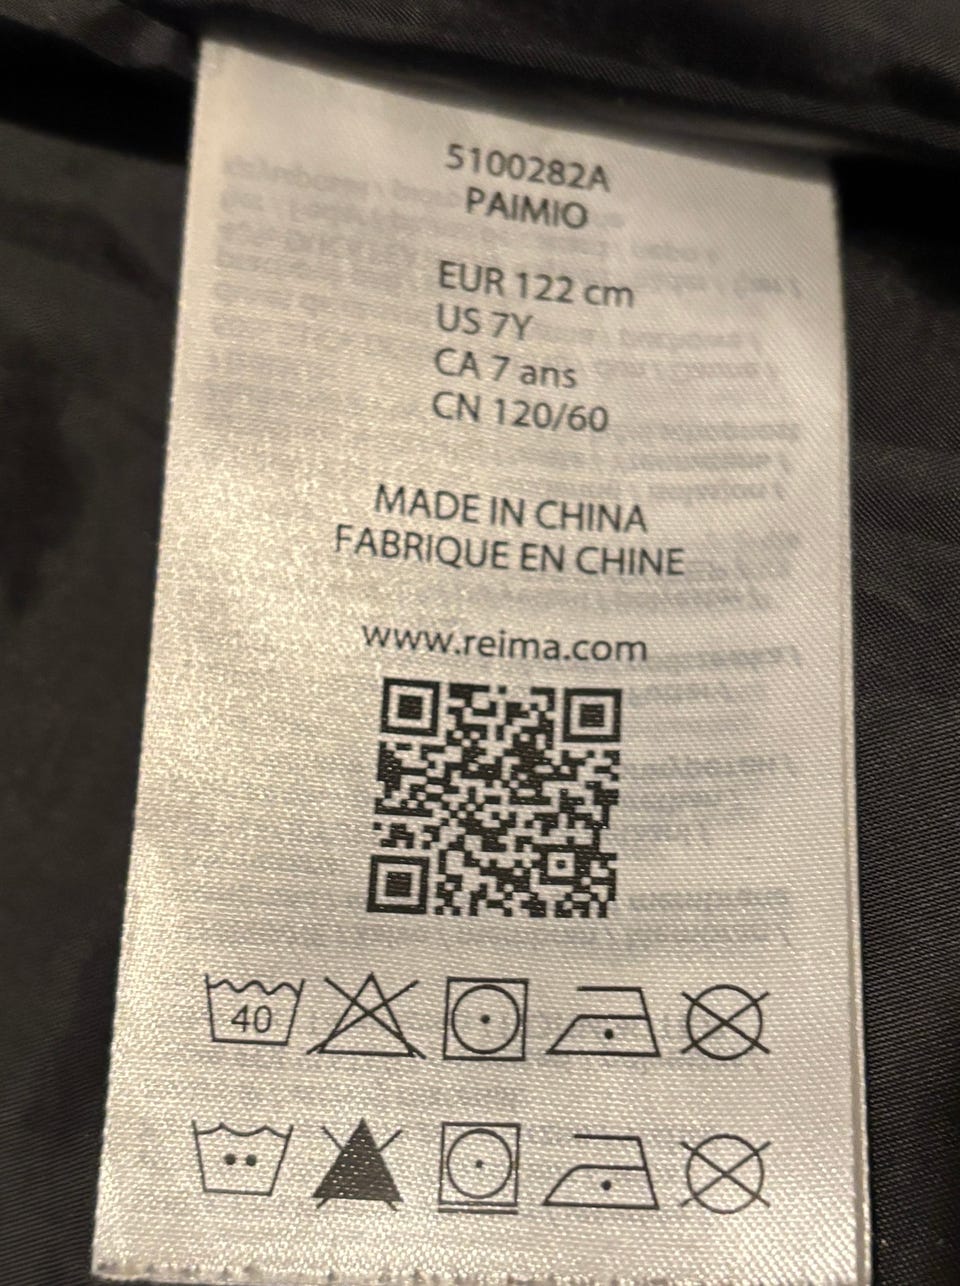 5100282A
PAIMIO
EUR 122 cm
US 7Y
CA 7 ans
CN 120/60
MADE IN CHINA
FABRIQUE EN CHINE
www.reima.com
40